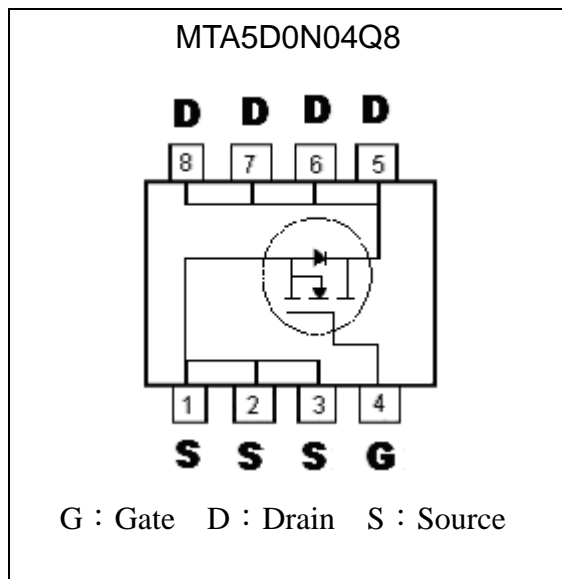 MTA5D0N04Q8
D D D D
8 7 6 5
1 2 3 4
S S S G
G：Gate D：Drain S：Source